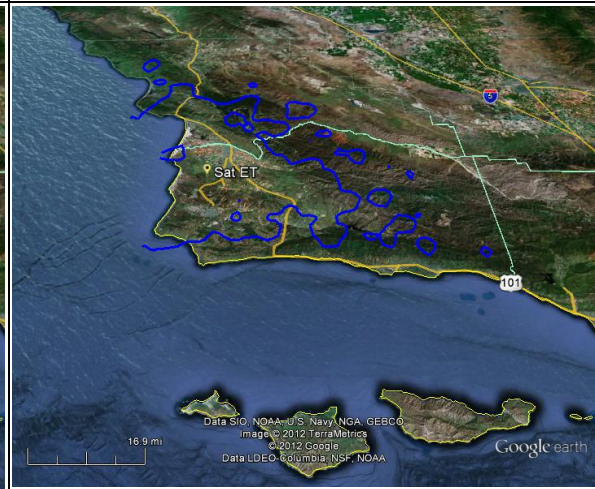 5
Sat ET
101
Data SIO, NOAA, U.S. Navy, NGA, GEBCO
Image © 2012 TerraMetrics
© 2012 Google
Data LDEO-Columbia, NSF, NOAA
16.9 mi
Google earth